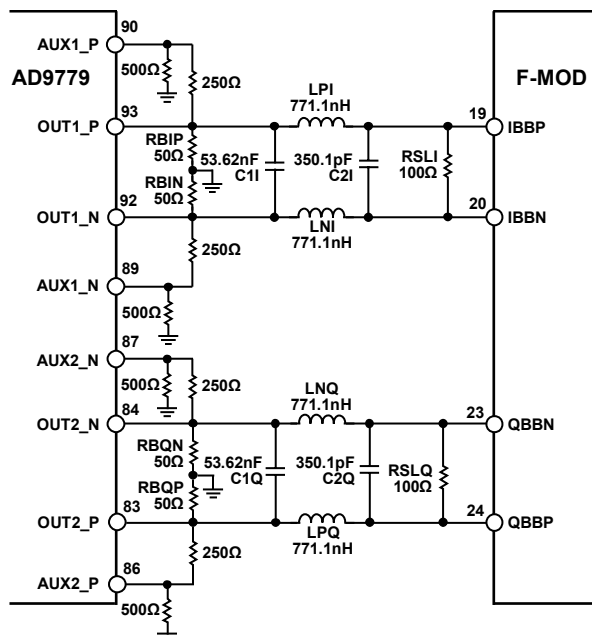 90
AUX1_P
AD9779
500Ω
250Ω
F-MOD
LPI
771.1nH
93
OUT1_P
19
IBBP
RBIP
50Ω
53.62nF
C1I
350.1pF
C2I
RSLI
100Ω
RBIN
50Ω
92
OUT1_N
20
IBBN
LNI
771.1nH
250Ω
89
AUX1_N
500Ω
87
AUX2_N
500Ω
250Ω
LNQ
771.1nH
84
OUT2_N
23
QBBN
RBQN
50Ω
53.62nF
C1Q
350.1pF
C2Q
RSLQ
100Ω
RBQP
50Ω
83
OUT2_P
24
QBBP
LPQ
771.1nH
250Ω
86
AUX2_P
500Ω